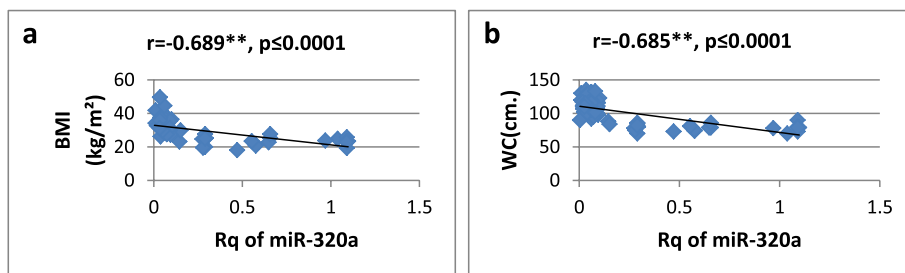 a
r=-0.689**, p≤0.0001
BMI
(kg/m²)
60
40
20
0
0
0.5
1
1.5
Rq of miR-320a
b
r=-0.685**, p≤0.0001
WC(cm.)
150
100
50
0
0
0.5
1
1.5
Rq of miR-320a